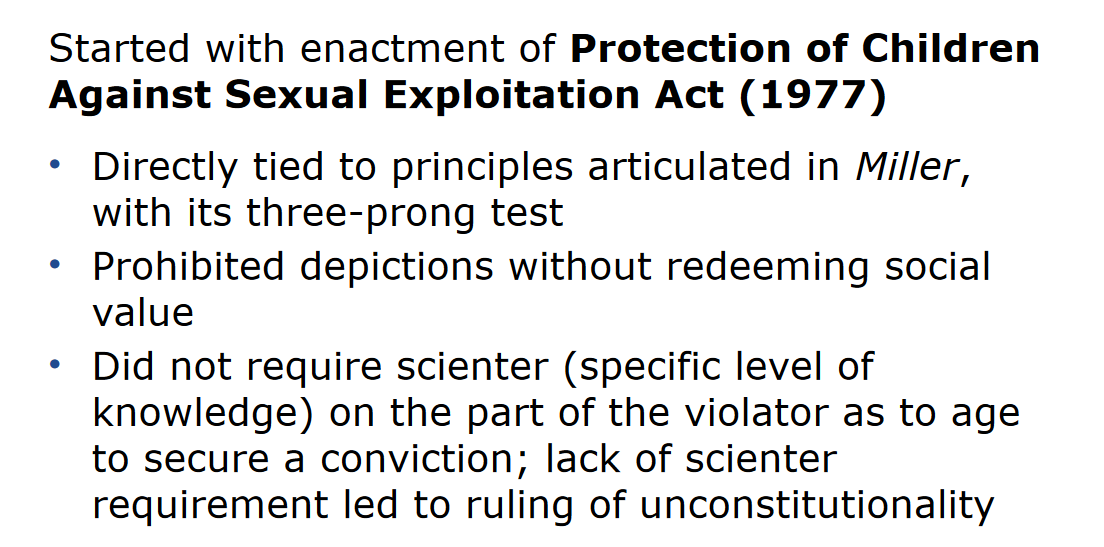 Started with enactment of Protection of Children
Against Sexual Exploitation Act (1977)
• Directly tied to principles articulated in Miller,
with its three-prong test
• Prohibited depictions without redeeming social
value
• Did not require scienter (specific level of
knowledge) on the part of the violator as to age
to secure a conviction; lack of scienter
requirement led to ruling of unconstitutionality